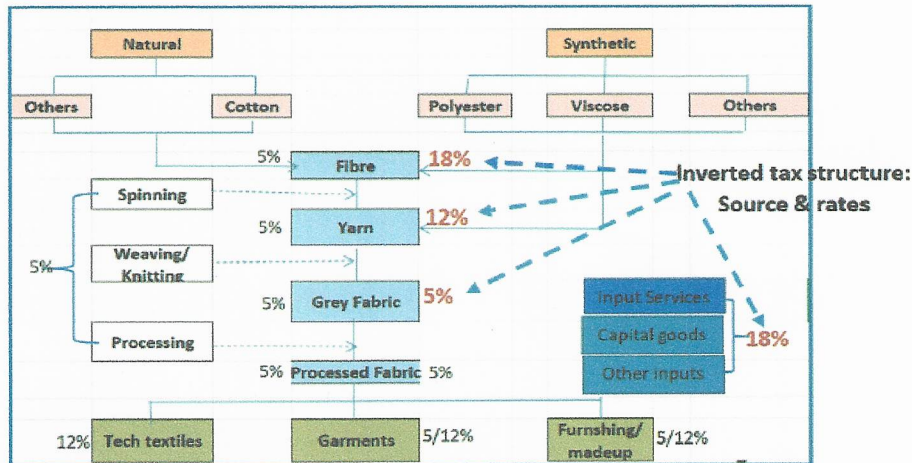 Natural
Synthetic
Others
Cotton
Polyester
Viscose
Others
5%
Fibre
18%
Inverted tax structure:
Source & rates
Spinning
5%
Yarn
12%
5%
Weaving/
Knitting
5%
Grey Fabric
5%
Input Services
Capital goods
18%
Other inputs
Processing
5%
Processed Fabric
5%
12%
Tech textiles
Garments
5/12%
Furnshing/
madeup
5/12%